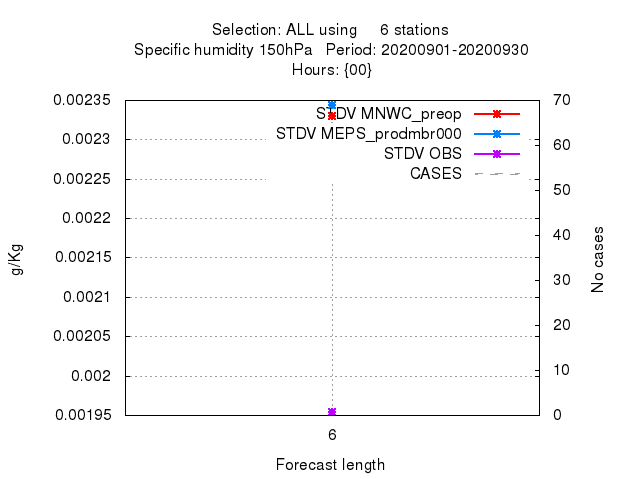 Selection: ALL using     6 stations
Specific humidity 150hPa   Period: 20200901-20200930
Hours: {00}
0.00235
0.0023
0.00225
0.0022
0.00215
0.0021
0.00205
0.002
0.00195
g/Kg
STDV MNWC_preop
STDV MEPS_prodmbr000
STDV OBS
CASES
70
60
50
40
30
20
10
0
No cases
6
Forecast length